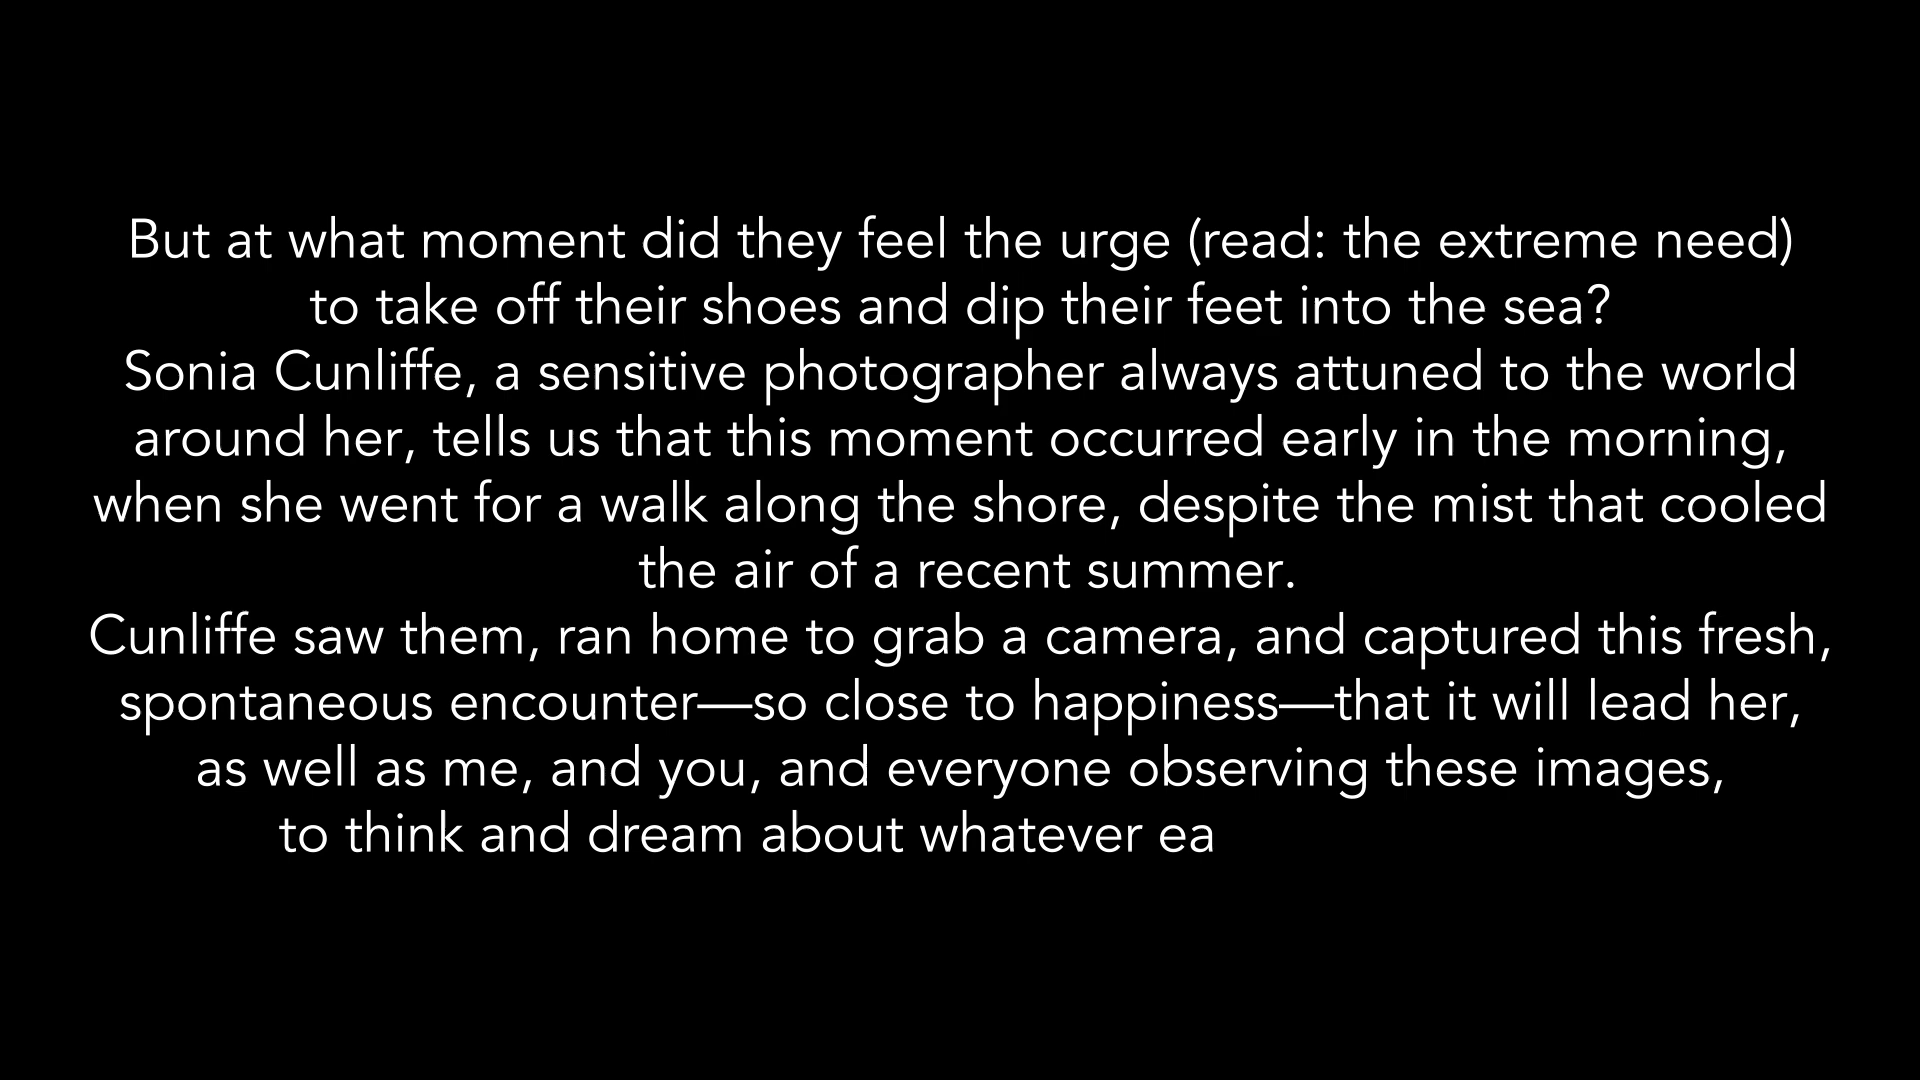 But at what moment did they feel the urge (read: the extreme need)
to take off their shoes and dip their feet into the sea?
Sonia Cunliffe, a sensitive photographer always attuned to the world
around her, tells us that this moment occurred early in the morning,
when she went for a walk along the shore, despite the mist that cooled
the air of a recent summer.
Cunliffe saw them, ran home to grab a camera, and captured this fresh,
spontaneous encounter—so close to happiness—that it will lead her,
as well as me, and you, and everyone observing these images,
to think and dream about whatever ea